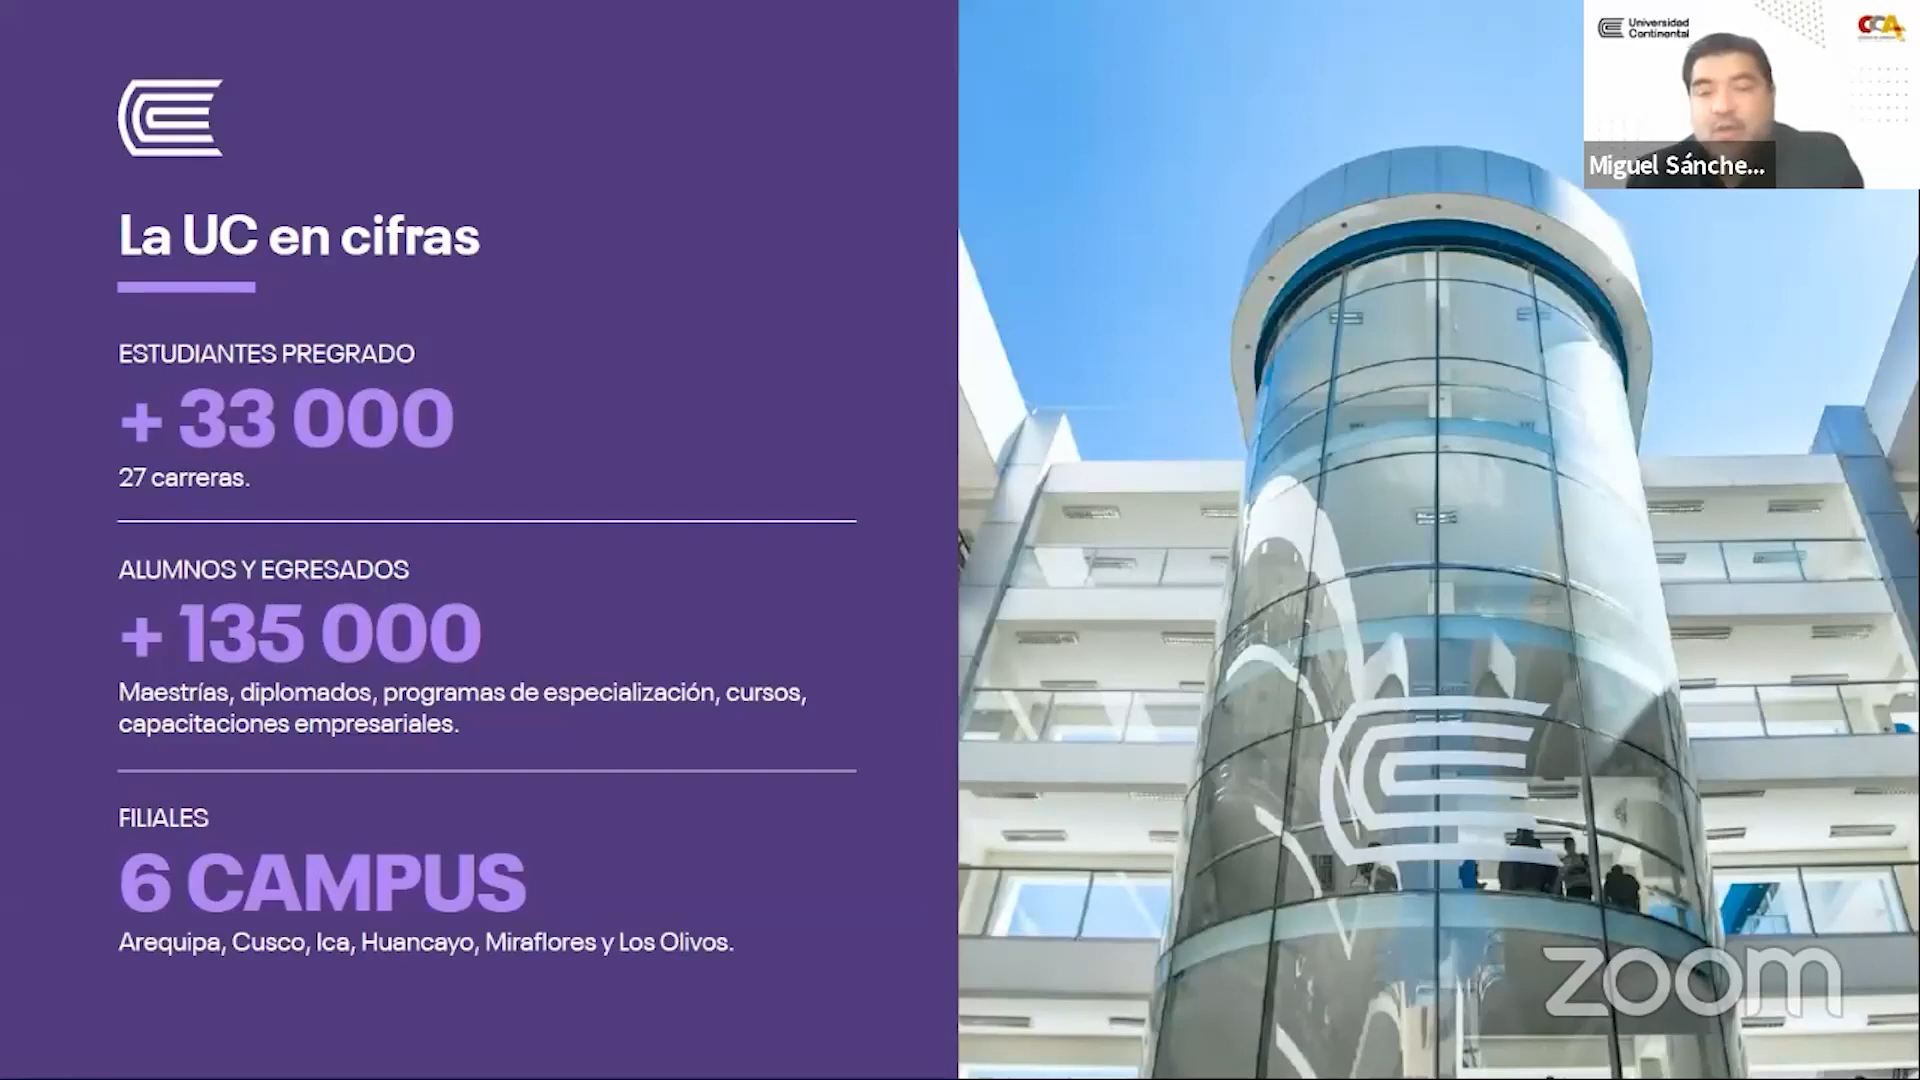 La UC en cifras
ESTUDIANTES PREGRADO
+ 33 000
27 carreras.
ALUMNOS Y EGRESADOS
+ 135 000
Maestrías, diplomados, programas de especialización, cursos,
capacitaciones empresariales.
FILIALES
6 CAMPUS
Arequipa, Cusco, Ica, Huancayo, Miraflores y Los Olivos.
Universidad
Continental
CCA
Miguel Sánche...
zoom